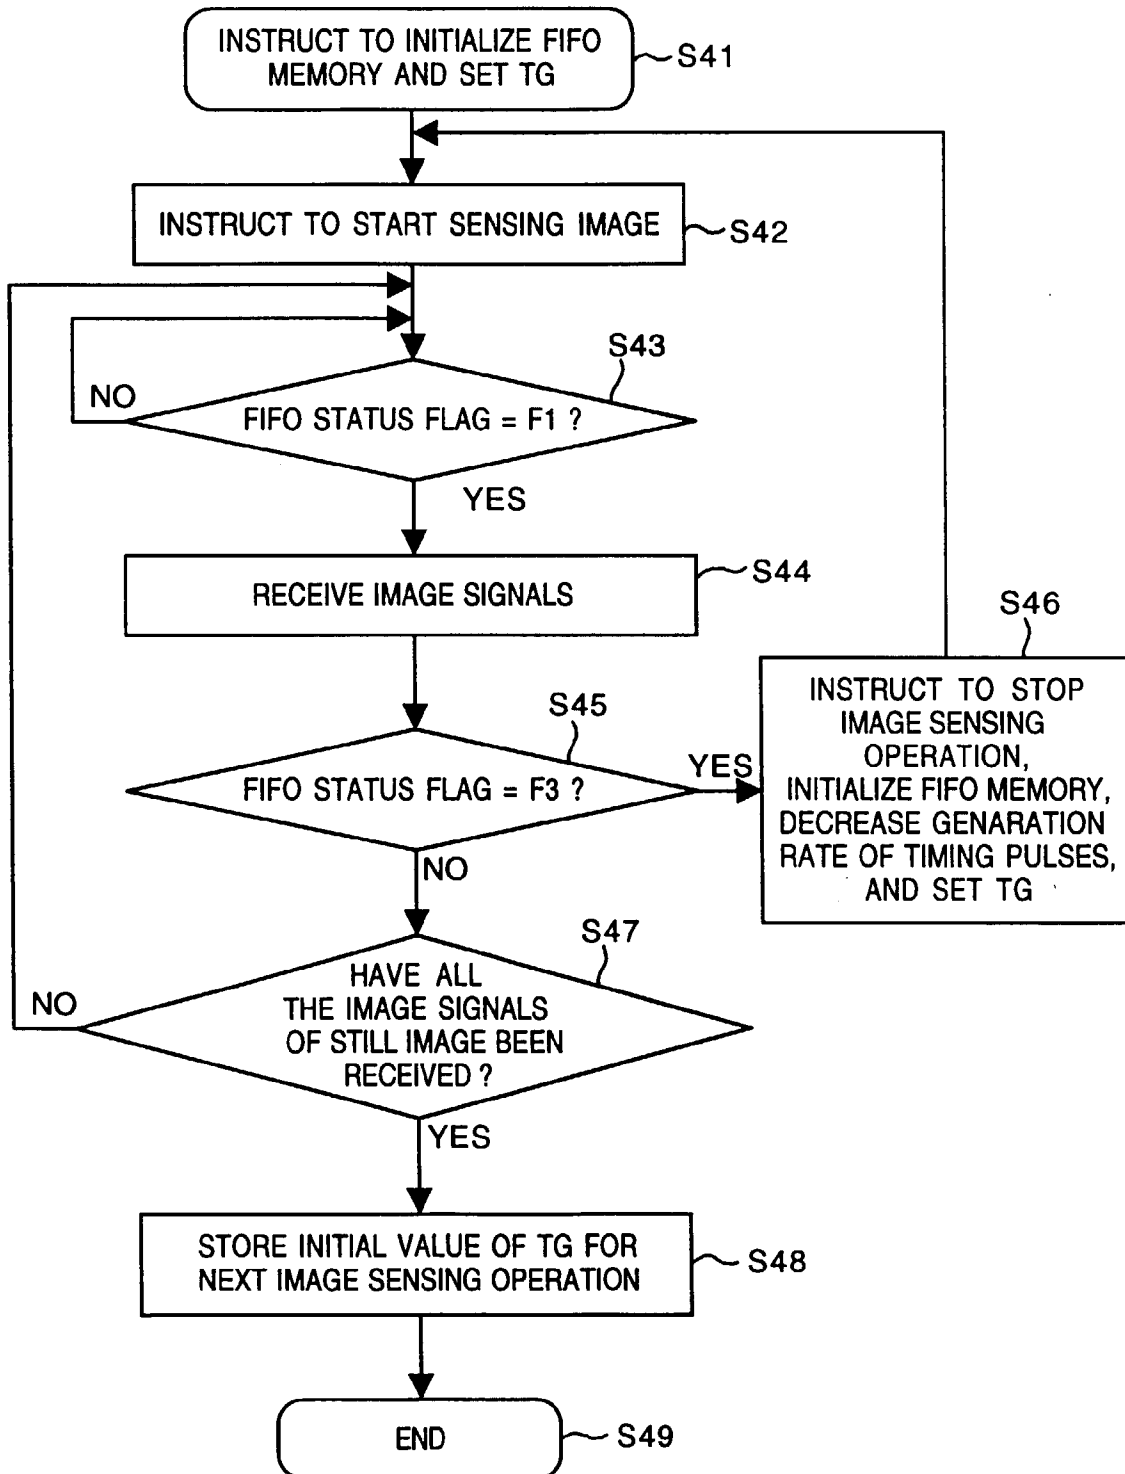 INSTRUCT TO INITIALIZE FIFO
MEMORY AND SET TG
S41
INSTRUCT TO START SENSING IMAGE
S42
S43
NO
FIFO STATUS FLAG = F1 ?
YES
RECEIVE IMAGE SIGNALS
S44
S45
FIFO STATUS FLAG = F3 ?
YES
NO
S46
INSTRUCT TO STOP
IMAGE SENSING
OPERATION,
INITIALIZE FIFO MEMORY,
DECREASE GENARATION
RATE OF TIMING PULSES,
AND SET TG
S47
NO
HAVE ALL
THE IMAGE SIGNALS
OF STILL IMAGE BEEN
RECEIVED ?
YES
STORE INITIAL VALUE OF TG FOR
NEXT IMAGE SENSING OPERATION
S48
END
S49